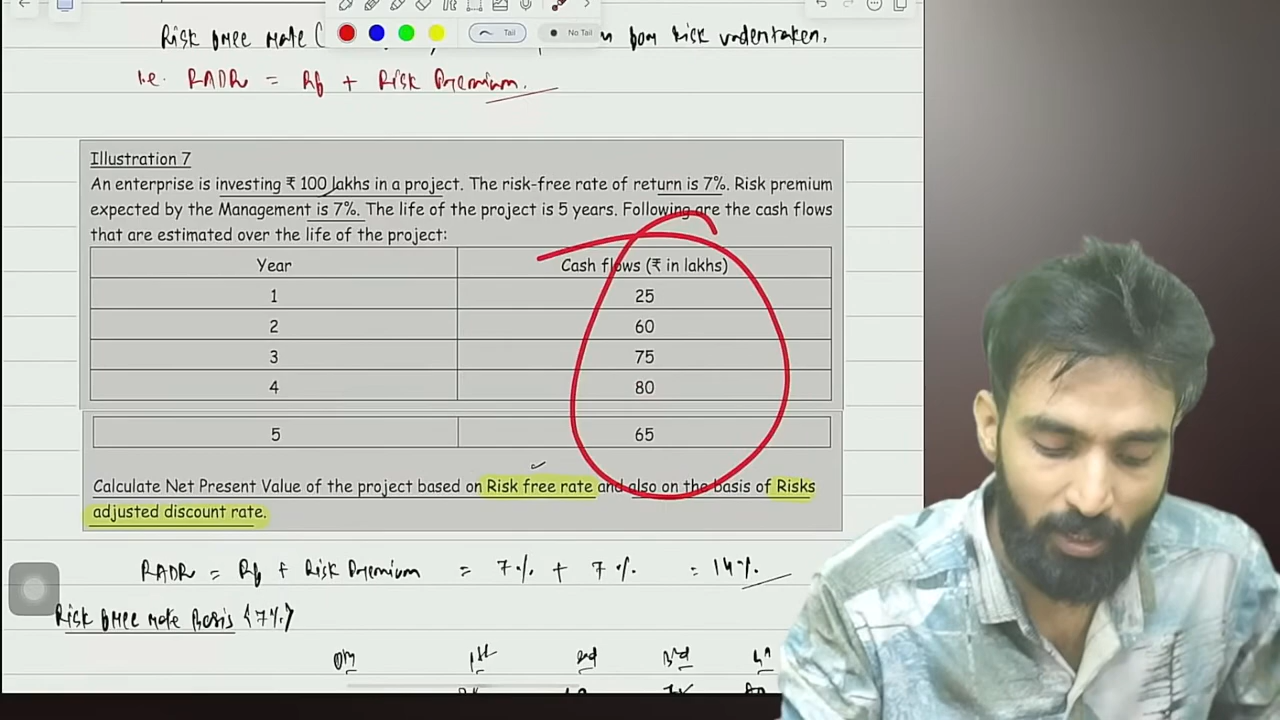 Tail
No Tail
Risk free rate ( risk undertaken.
i.e. RADR = Rf + Risk Premium.
Illustration 7
An enterprise is investing ₹ 100 lakhs in a project. The risk-free rate of return is 7%. Risk premium
expected by the Management is 7%. The life of the project is 5 years. Following are the cash flows
that are estimated over the life of the project:
Year Cash flows (₹ in lakhs)
1 25
2 60
3 75
4 80
5 65
Calculate Net Present Value of the project based on Risk free rate and also on the basis of Risks
adjusted discount rate.
RADR = Rf + Risk Premium = 7% + 7% = 14%
Risk free rate Basis (7%)
1st 2nd 3rd